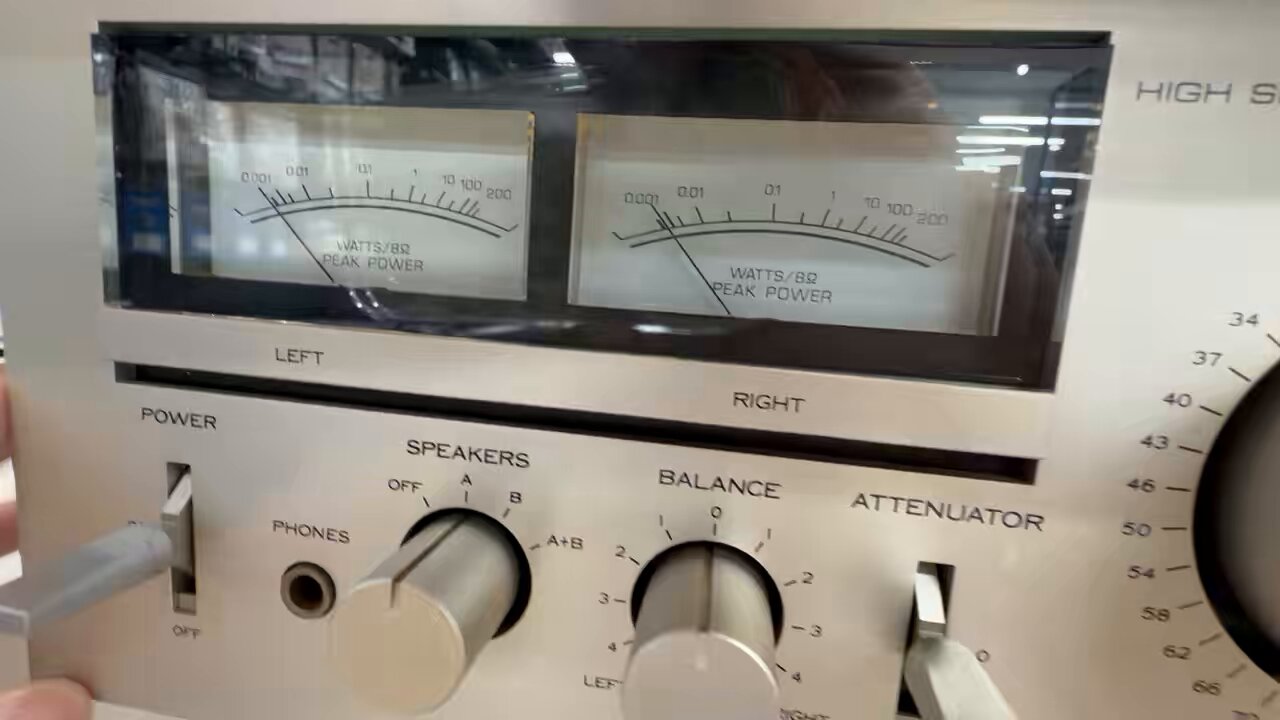 HIGH S
0.001 0.01 0.1 1 10 100 200
WATTS/8Ω
PEAK POWER
0.001 0.01 0.1 1 10 100 200
WATTS/8Ω
PEAK POWER
LEFT
RIGHT
POWER
OFF
PHONES
SPEAKERS
OFF A B A+B
BALANCE
4 3 2 1 0 1 2 3 4
LEF
ATTENUATOR
0
34
37
40
43
46
50
54
58
62
66